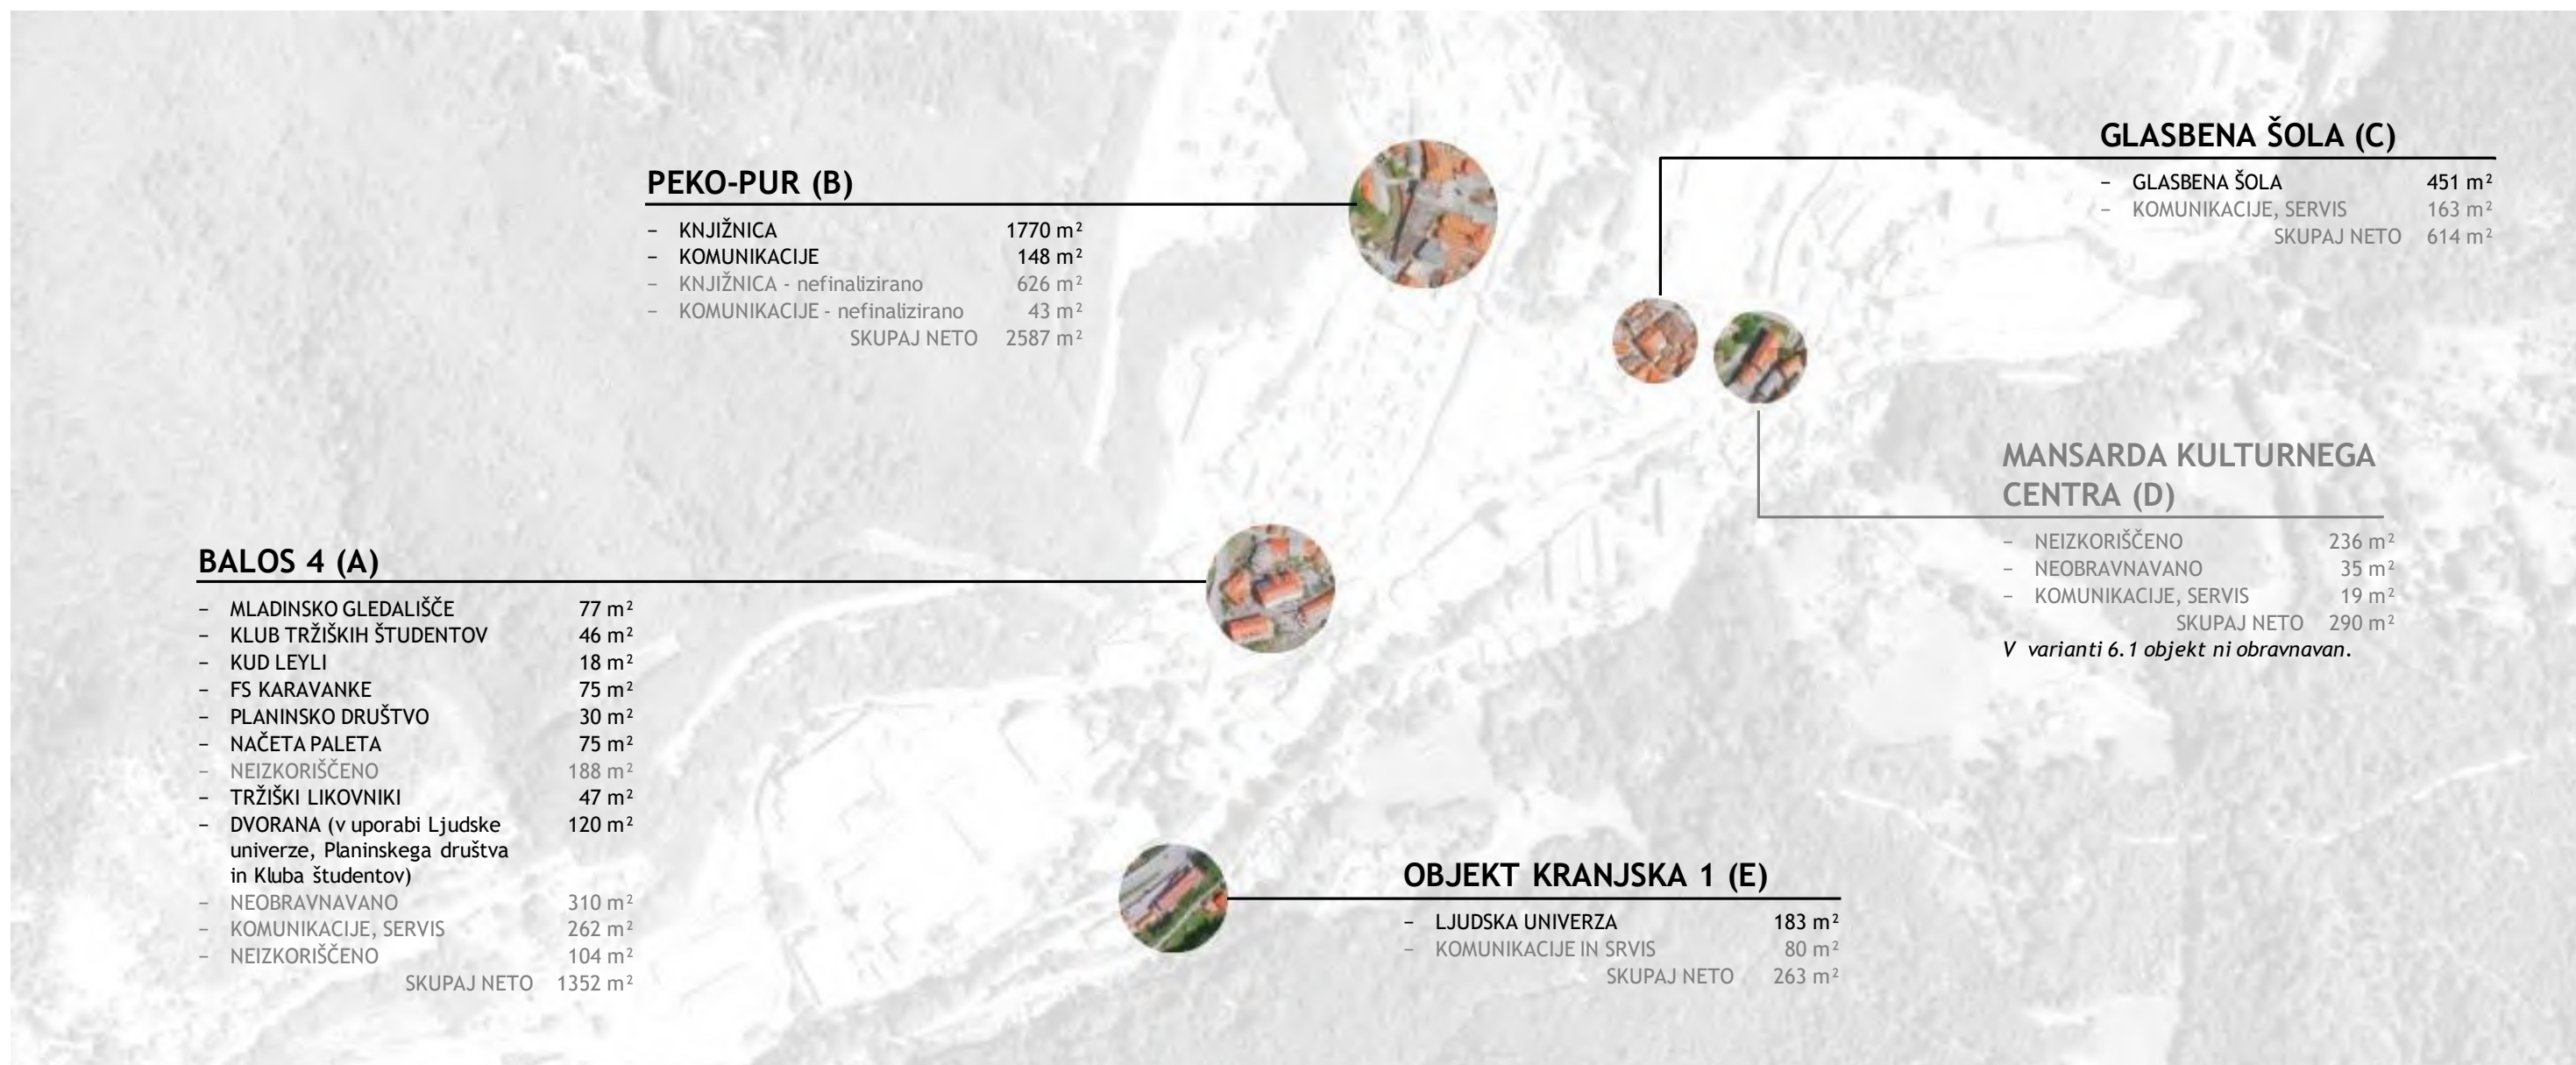 PEKO-PUR (B)
– KNJIŽNICA 1770 m²
– KOMUNIKACIJE 148 m²
– KNJIŽNICA - nefinalizirano 626 m²
– KOMUNIKACIJE - nefinalizirano 43 m²
SKUPAJ NETO 2587 m²
GLASBENA ŠOLA (C)
– GLASBENA ŠOLA 451 m²
– KOMUNIKACIJE, SERVIS 163 m²
SKUPAJ NETO 614 m²
MANSARDA KULTURNEGA
CENTRA (D)
– NEIZKORIŠČENO 236 m²
– NEOBRAVNAVANO 35 m²
– KOMUNIKACIJE, SERVIS 19 m²
SKUPAJ NETO 290 m²
V varianti 6.1 objekt ni obravnavan.
BALOS 4 (A)
– MLADINSKO GLEDALIŠČE 77 m²
– KLUB TRŽIŠKIH ŠTUDENTOV 46 m²
– KUD LEYLI 18 m²
– FS KARAVANKE 75 m²
– PLANINSKO DRUŠTVO 30 m²
– NAČETA PALETA 75 m²
– NEIZKORIŠČENO 188 m²
– TRŽIŠKI LIKOVNIKI 47 m²
– DVORANA (v uporabi Ljudske 120 m²
univerze, Planinskega društva
in Kluba študentov)
– NEOBRAVNAVANO 310 m²
– KOMUNIKACIJE, SERVIS 262 m²
– NEIZKORIŠČENO 104 m²
SKUPAJ NETO 1352 m²
OBJEKT KRANJSKA 1 (E)
– LJUDSKA UNIVERZA 183 m²
– KOMUNIKACIJE IN SRVIS 80 m²
SKUPAJ NETO 263 m²